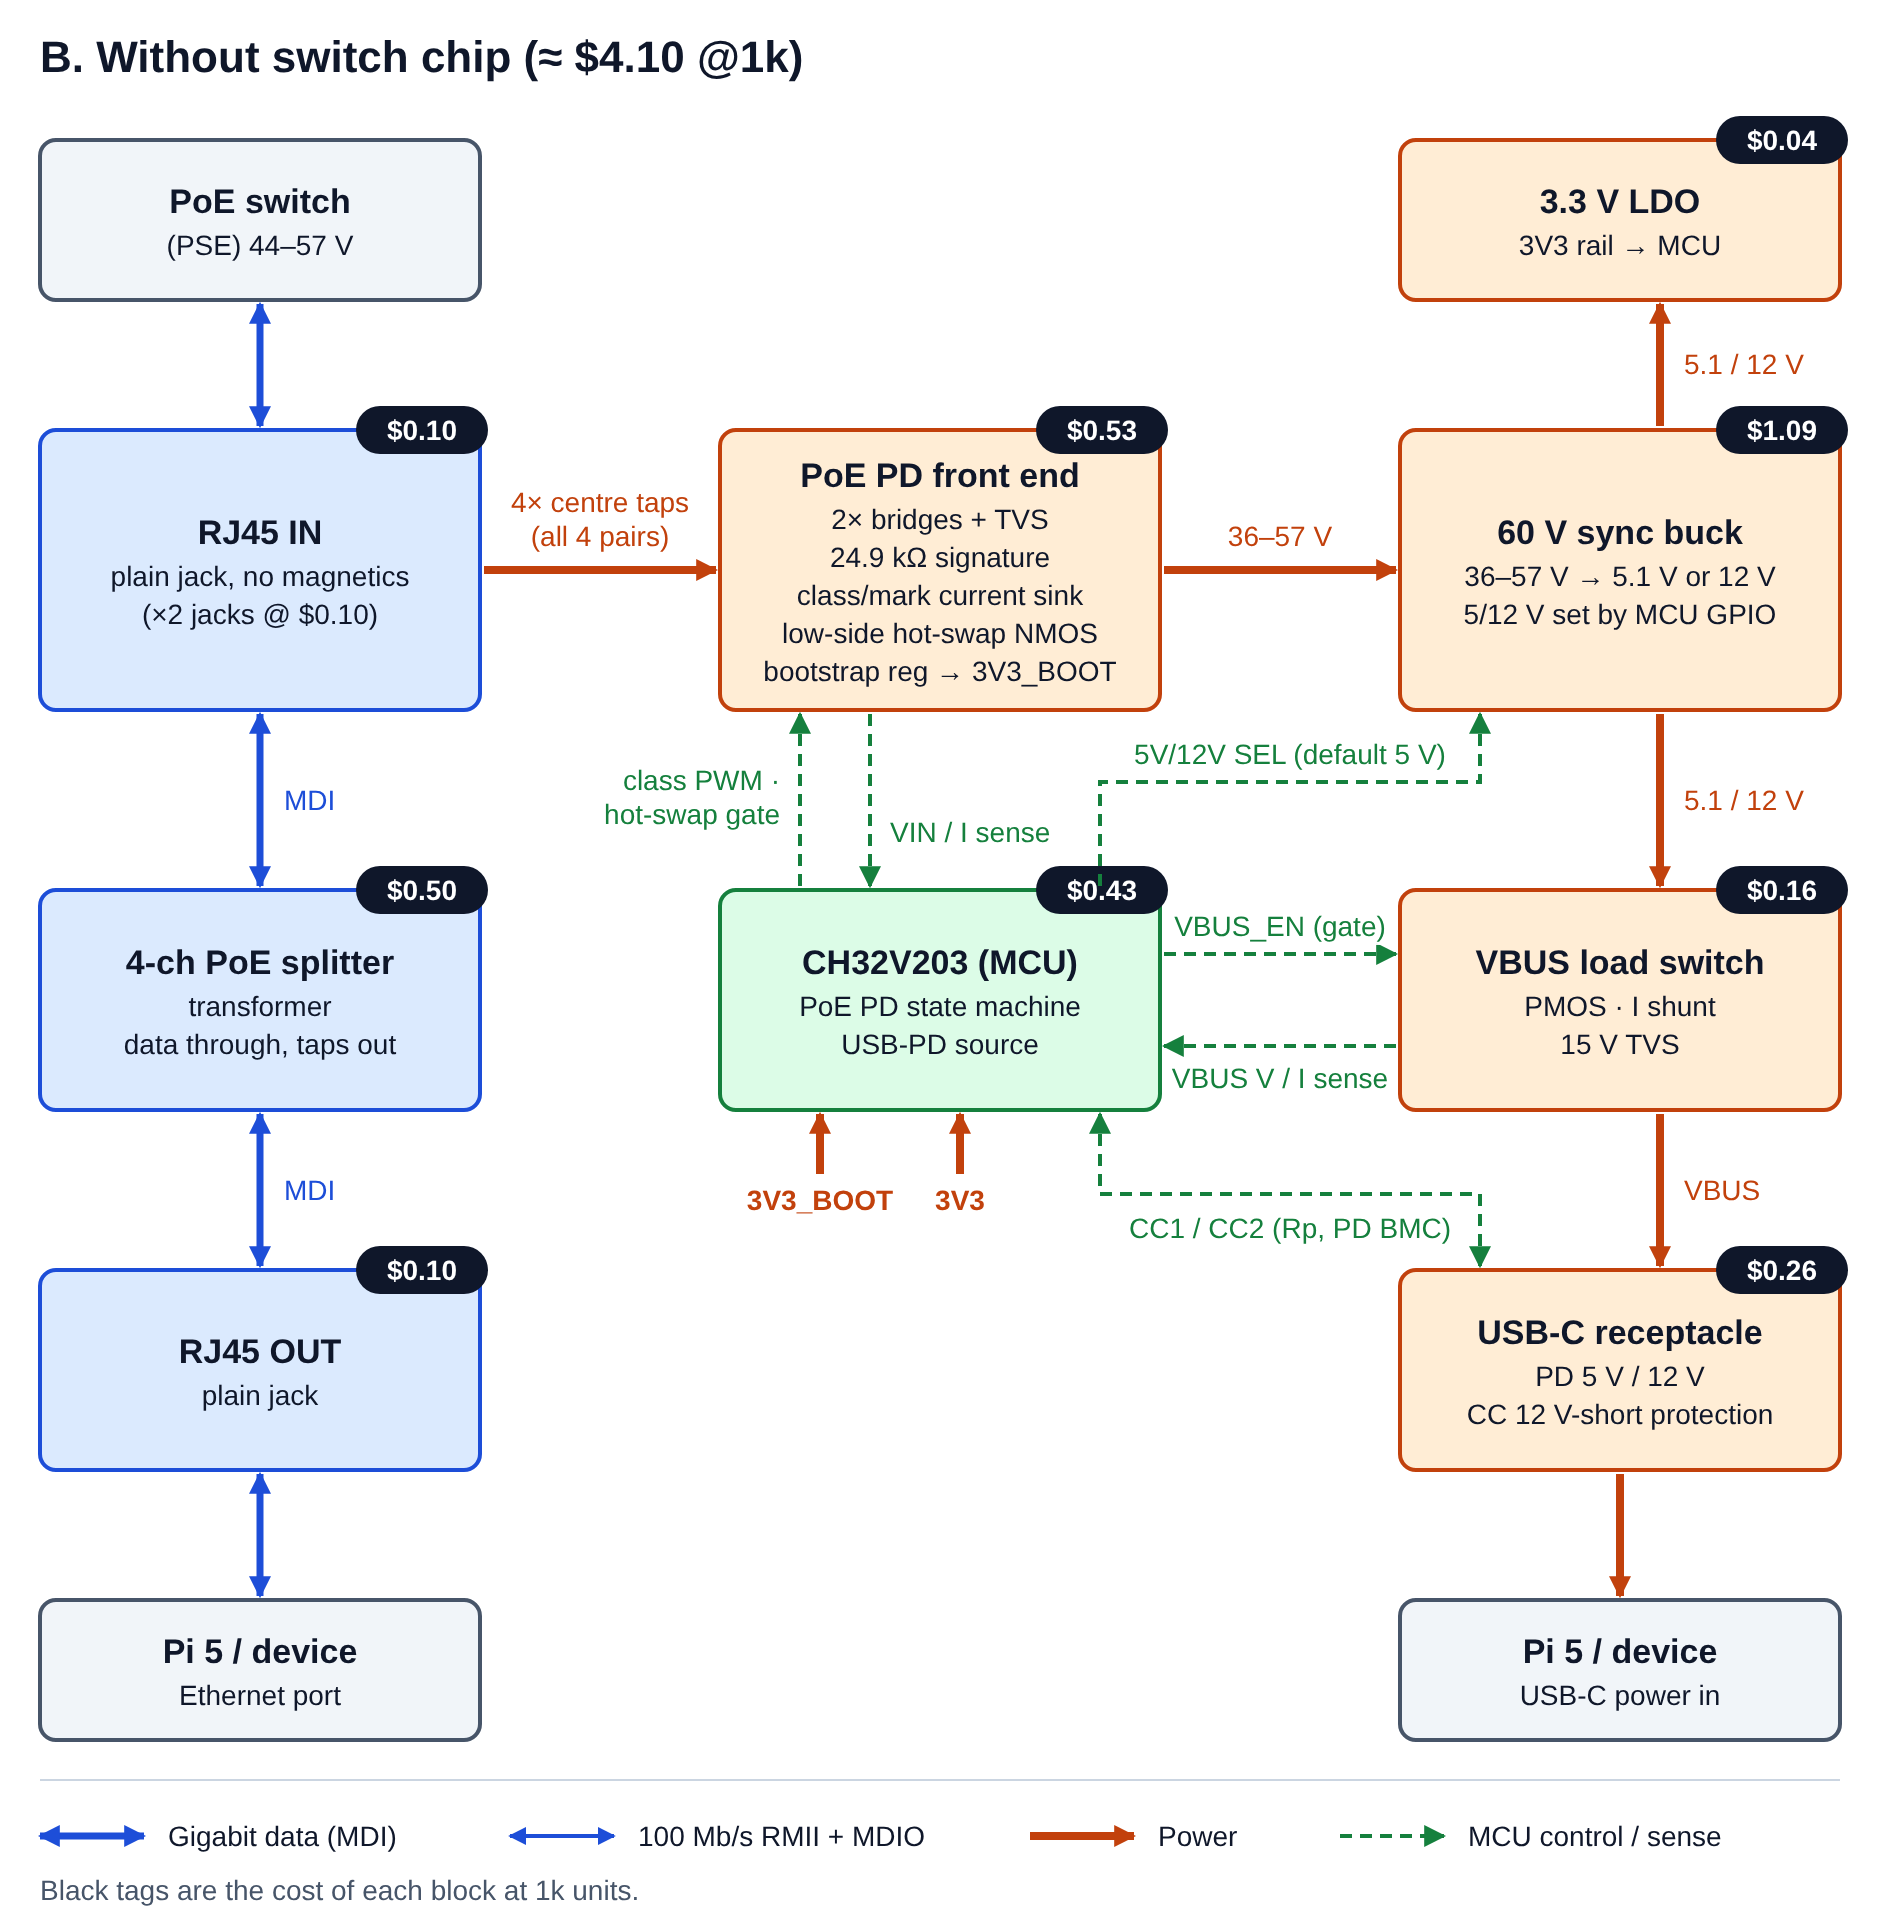 B. Without switch chip (≈ $4.10 @1k)
PoE switch
(PSE) 44–57 V
$0.04
3.3 V LDO
3V3 rail → MCU
5.1 / 12 V
$0.10
RJ45 IN
plain jack, no magnetics
(×2 jacks @ $0.10)
4× centre taps
(all 4 pairs)
$0.53
PoE PD front end
2× bridges + TVS
24.9 kΩ signature
class/mark current sink
low-side hot-swap NMOS
bootstrap reg → 3V3_BOOT
36–57 V
$1.09
60 V sync buck
36–57 V → 5.1 V or 12 V
5/12 V set by MCU GPIO
MDI
class PWM ·
hot-swap gate
VIN / I sense
5V/12V SEL (default 5 V)
5.1 / 12 V
$0.50
4-ch PoE splitter
transformer
data through, taps out
$0.43
CH32V203 (MCU)
PoE PD state machine
USB-PD source
VBUS_EN (gate)
VBUS V / I sense
$0.16
VBUS load switch
PMOS · I shunt
15 V TVS
MDI
3V3_BOOT
3V3
CC1 / CC2 (Rp, PD BMC)
VBUS
$0.10
RJ45 OUT
plain jack
$0.26
USB-C receptacle
PD 5 V / 12 V
CC 12 V-short protection
Pi 5 / device
Ethernet port
Pi 5 / device
USB-C power in
Gigabit data (MDI)
100 Mb/s RMII + MDIO
Power
MCU control / sense
Black tags are the cost of each block at 1k units.